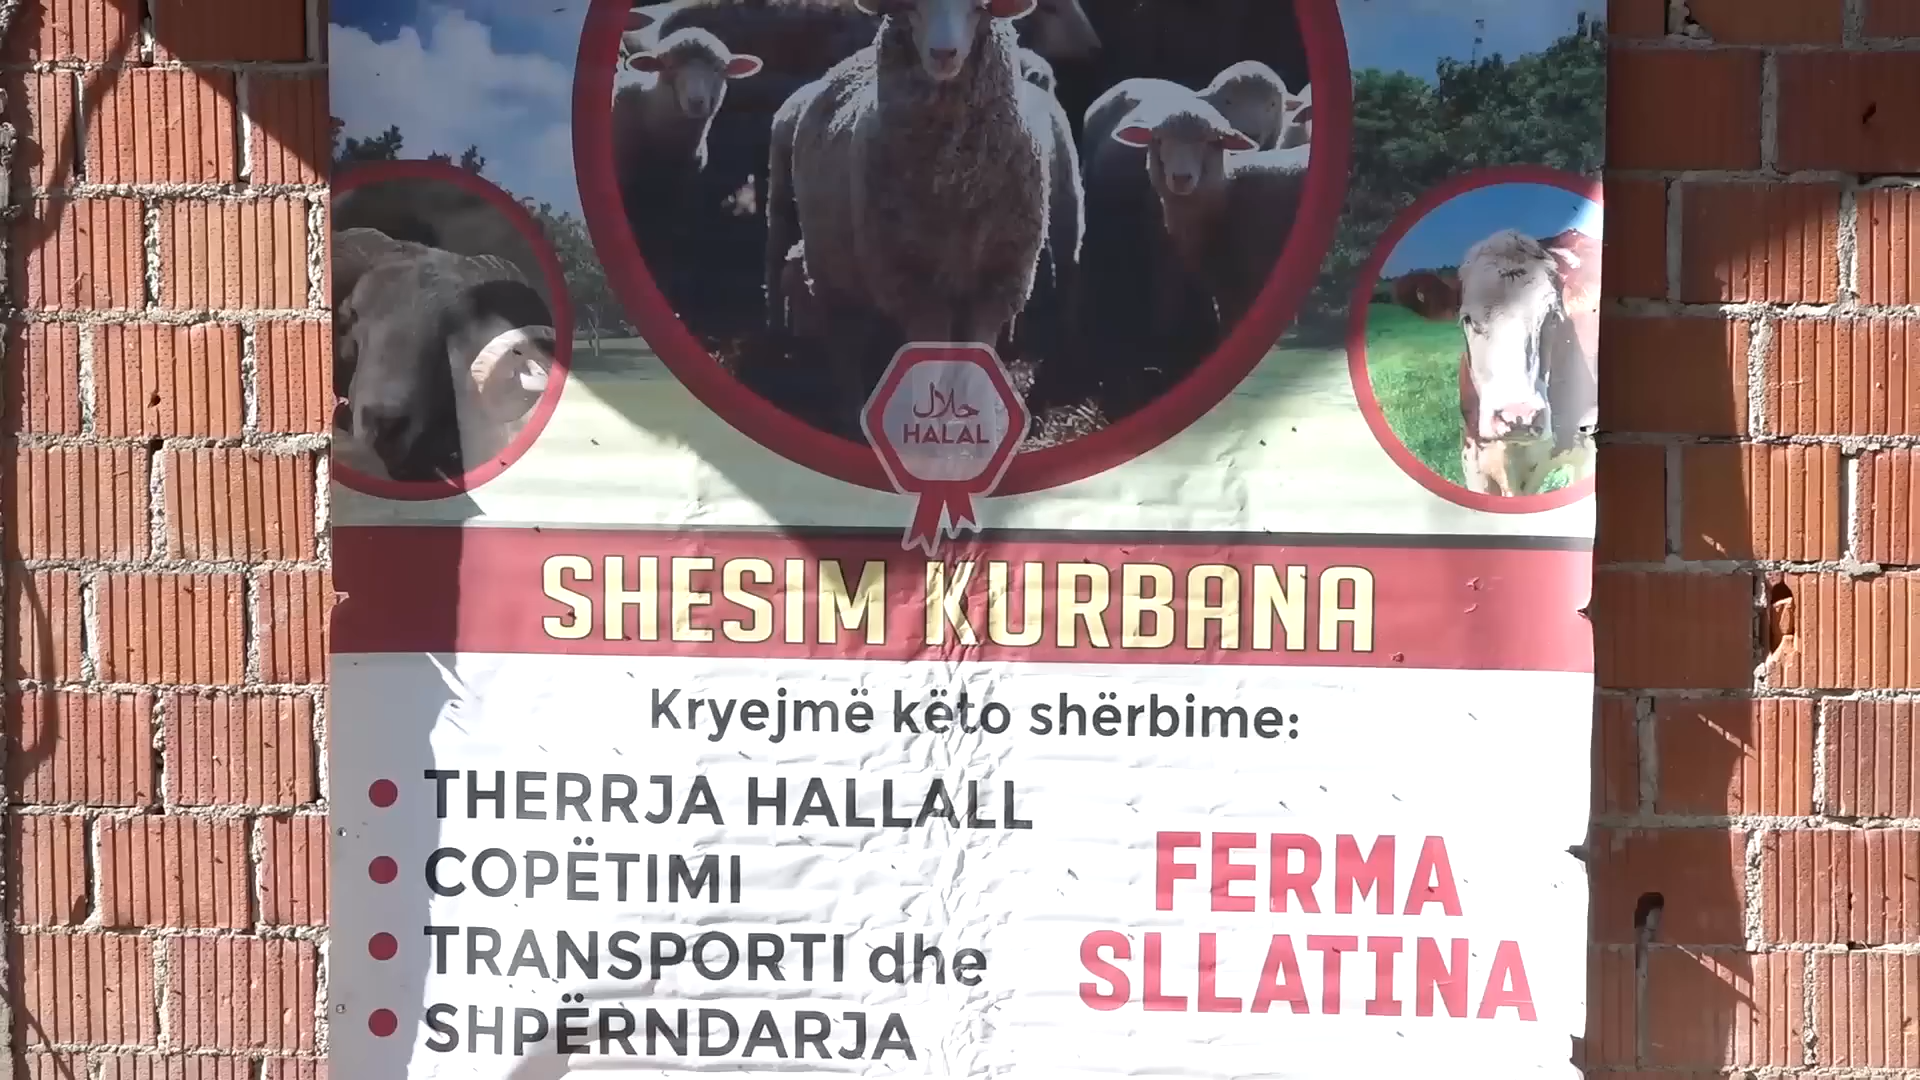 حلال
HALAL
SHESIM KURBANA
Kryejmë këto shërbime:
• THERRJA HALLALL
• COPËTIMI
• TRANSPORTI dhe
• SHPËRNDARJA
FERMA
SLLATINA